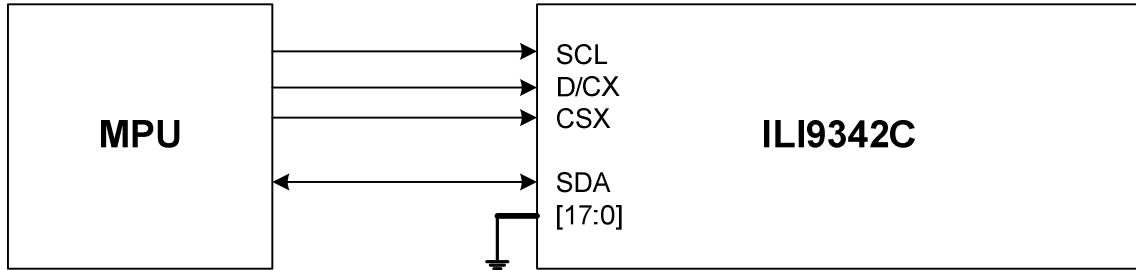 MPU
SCL
D/CX
CSX
SDA
[17:0]
ILI9342C